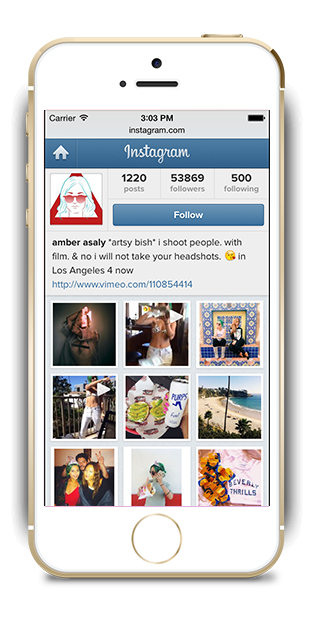 Carrier 3:03 PM
instagram.com
Instagram
1220 53869 500
posts followers following
Follow
amber asaly *artsy bish* i shoot people. with
film. & no i will not take your headshots. 😘 in
Los Angeles 4 now
http://www.vimeo.com/110854414
PURPS
BEVERLY
THRILLS